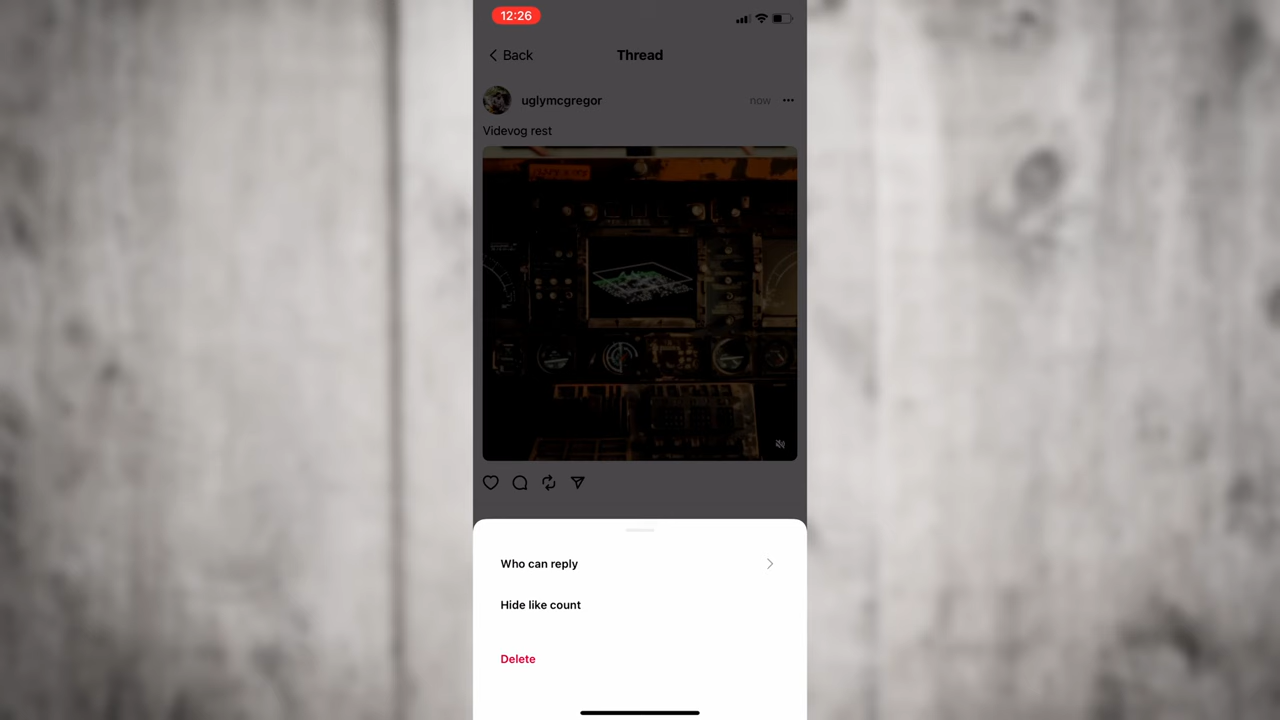 12:26
Back
Thread
uglymcgregor
now
Videvog rest
Who can reply
Hide like count
Delete